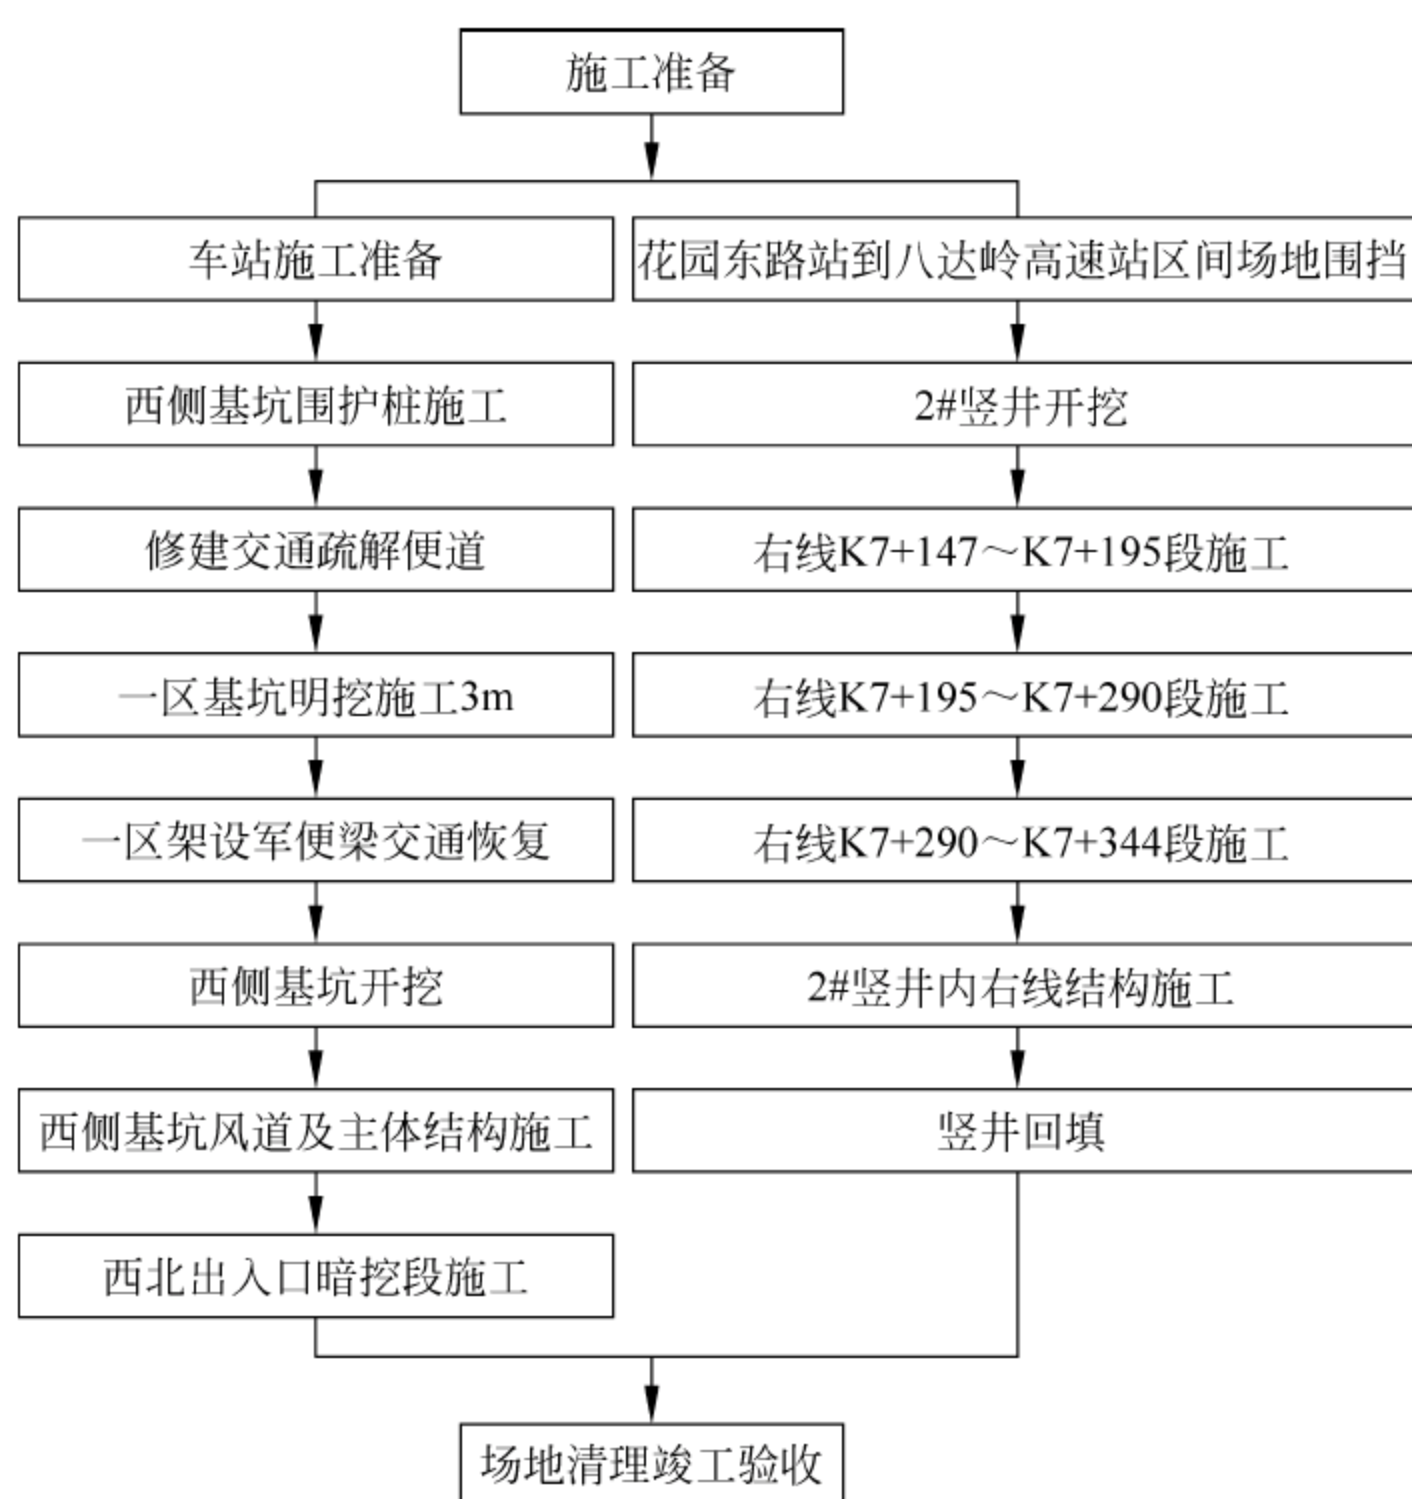 施工准备
车站施工准备
花园东路站到八达岭高速站区间场地围挡
西侧基坑围护桩施工
2#竖井开挖
修建交通疏解便道
右线K7+147～K7+195段施工
一区基坑明挖施工3m
右线K7+195～K7+290段施工
一区架设军便梁交通恢复
右线K7+290～K7+344段施工
西侧基坑开挖
2#竖井内右线结构施工
西侧基坑风道及主体结构施工
竖井回填
西北出入口暗挖段施工
场地清理竣工验收